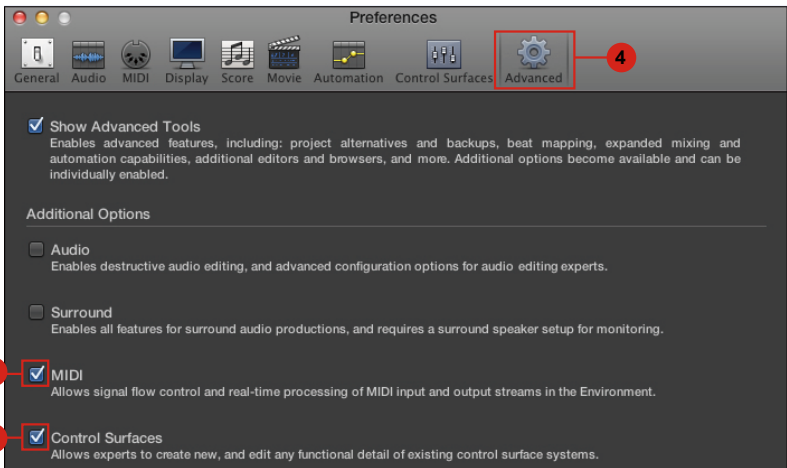 Preferences
General Audio MIDI Display Score Movie Automation Control Surfaces Advanced
4
Show Advanced Tools
Enables advanced features, including: project alternatives and backups, beat mapping, expanded mixing and
automation capabilities, additional editors and browsers, and more. Additional options become available and can be
individually enabled.
Additional Options
Audio
Enables destructive audio editing, and advanced configuration options for audio editing experts.
Surround
Enables all features for surround audio productions, and requires a surround speaker setup for monitoring.
MIDI
Allows signal flow control and real-time processing of MIDI input and output streams in the Environment.
Control Surfaces
Allows experts to create new, and edit any functional detail of existing control surface systems.